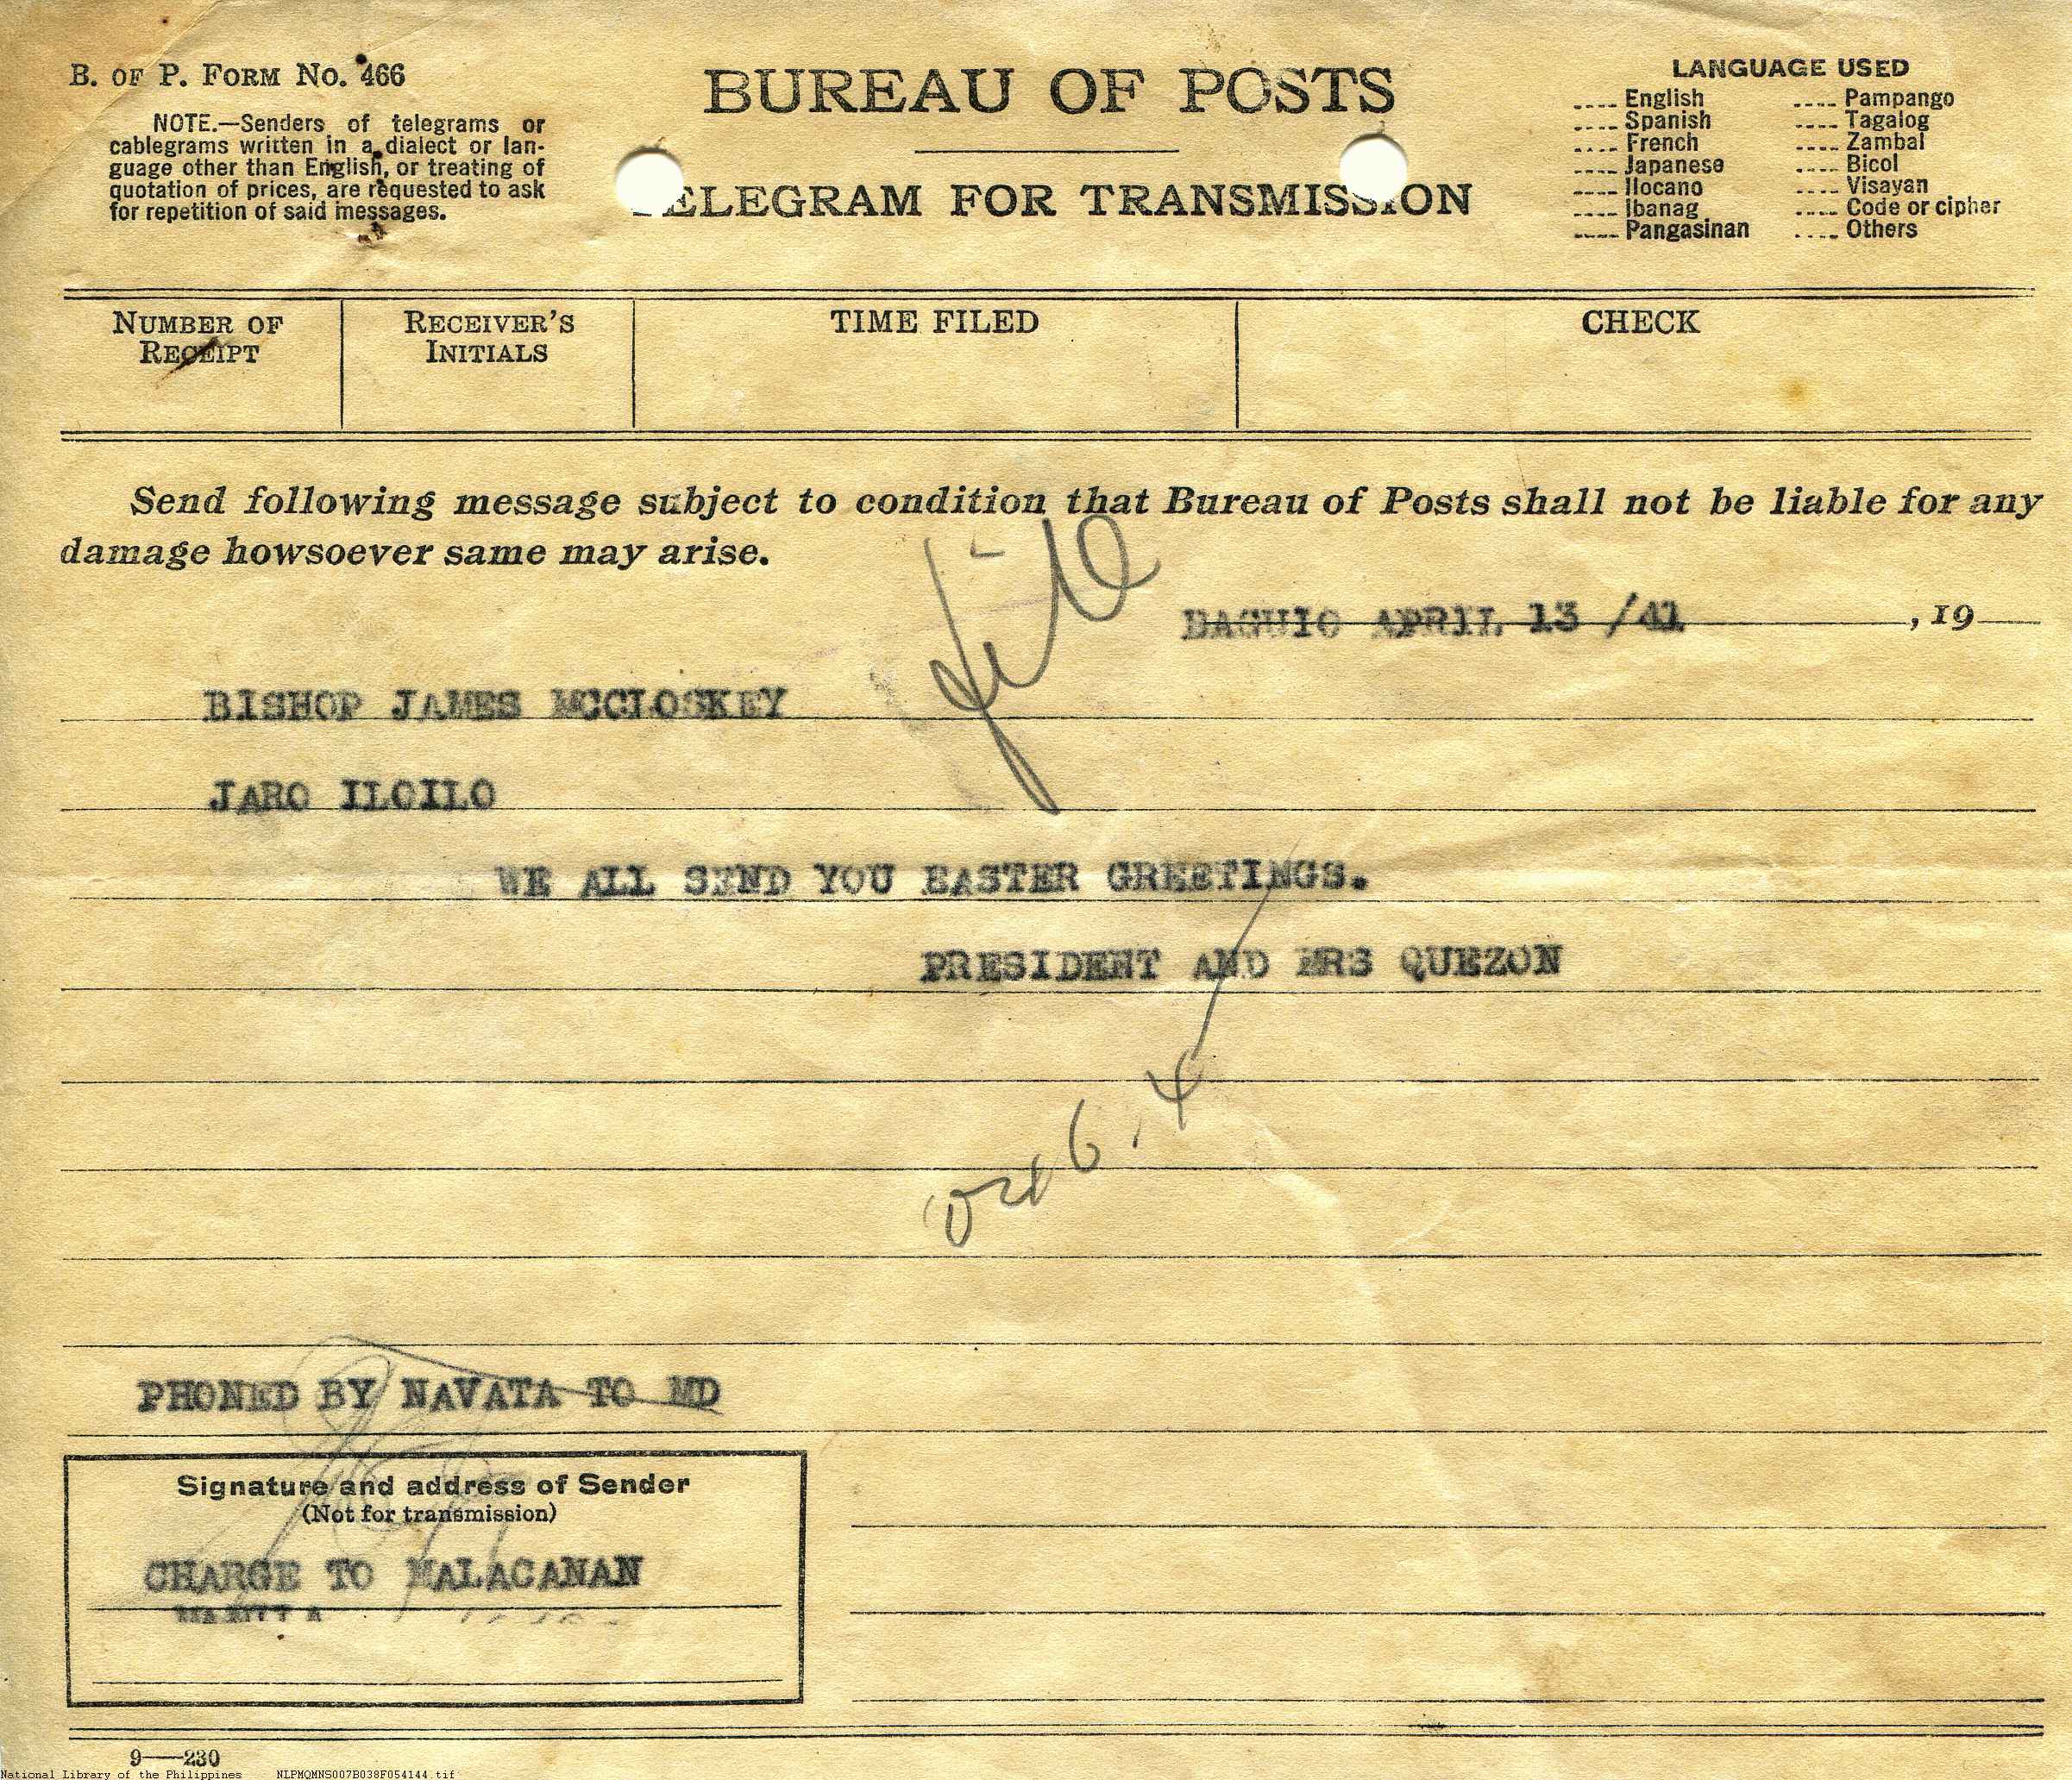 B. OF P. FORM NO. 466
NOTE.—Senders of telegrams or
cablegrams written in a dialect or lan-
guage other than English, or treating of
quotation of prices, are requested to ask
for repetition of said messages.
BUREAU OF POSTS
TELEGRAM FOR TRANSMISSION
LANGUAGE USED
---- English ---- Pampango
---- Spanish ---- Tagalog
---- French ---- Zambal
---- Japanese ---- Bicol
---- Ilocano ---- Visayan
---- Ibanag ---- Code or cipher
---- Pangasinan ---- Others
NUMBER OF
RECEIPT
RECEIVER'S
INITIALS
TIME FILED
CHECK
Send following message subject to condition that Bureau of Posts shall not be liable for any
damage howsoever same may arise.
file
BAGUIO APRIL 13 /41 , 19
BISHOP JAMES MCCLOSKEY
JARO ILOILO
WE ALL SEND YOU EASTER GREETINGS.
PRESIDENT AND MRS QUEZON
PHONED BY NAVATA TO MD
Signature and address of Sender
(Not for transmission)
CHARGE TO MALACANAN
9—230
National Library of the Philippines NLPMQMNS007B038F054144.tif